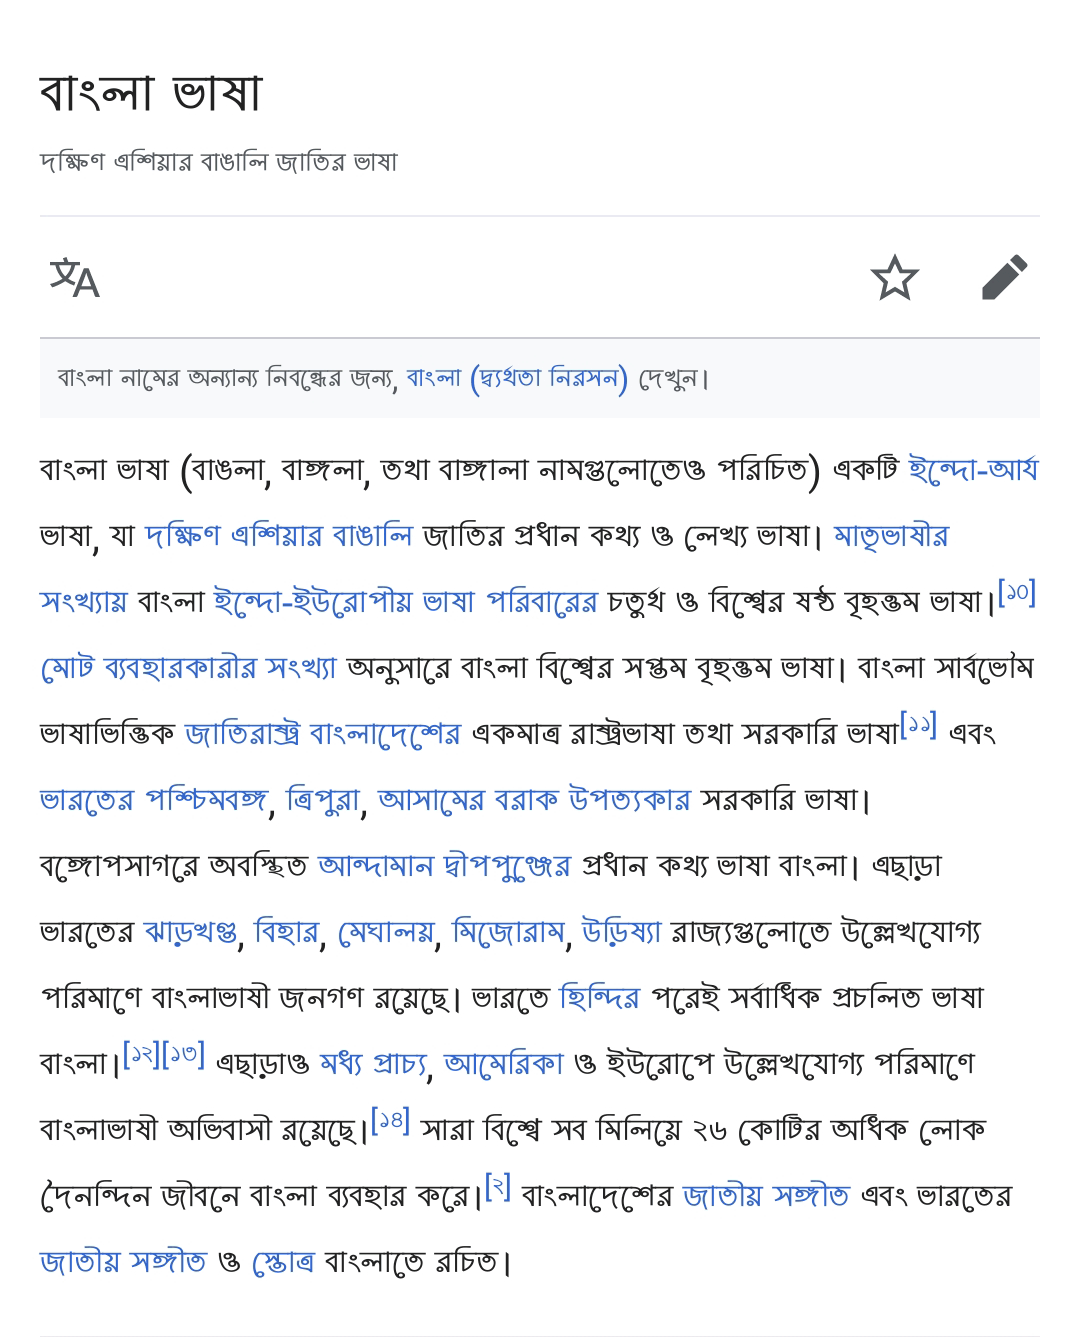 বাংলা ভাষা
দক্ষিণ এশিয়ার বাঙালি জাতির ভাষা
বাংলা নামের অন্যান্য নিবন্ধের জন্য, বাংলা (দ্ব্যর্থতা নিরসন) দেখুন।
বাংলা ভাষা (বাঙলা, বাঙ্গলা, তথা বাঙ্গালা নামগুলোতেও পরিচিত) একটি ইন্দো-আর্য
ভাষা, যা দক্ষিণ এশিয়ার বাঙালি জাতির প্রধান কথ্য ও লেখ্য ভাষা। মাতৃভাষীর
সংখ্যায় বাংলা ইন্দো-ইউরোপীয় ভাষা পরিবারের চতুর্থ ও বিশ্বের ষষ্ঠ বৃহত্তম ভাষা।[১০]
মোট ব্যবহারকারীর সংখ্যা অনুসারে বাংলা বিশ্বের সপ্তম বৃহত্তম ভাষা। বাংলা সার্বভৌম
ভাষাভিত্তিক জাতিরাষ্ট্র বাংলাদেশের একমাত্র রাষ্ট্রভাষা তথা সরকারি ভাষা[১১] এবং
ভারতের পশ্চিমবঙ্গ, ত্রিপুরা, আসামের বরাক উপত্যকার সরকারি ভাষা।
বঙ্গোপসাগরে অবস্থিত আন্দামান দ্বীপপুঞ্জের প্রধান কথ্য ভাষা বাংলা। এছাড়া
ভারতের ঝাড়খণ্ড, বিহার, মেঘালয়, মিজোরাম, উড়িষ্যা রাজ্যগুলোতে উল্লেখযোগ্য
পরিমাণে বাংলাভাষী জনগণ রয়েছে। ভারতে হিন্দির পরেই সর্বাধিক প্রচলিত ভাষা
বাংলা।[১২][১৩] এছাড়াও মধ্য প্রাচ্য, আমেরিকা ও ইউরোপে উল্লেখযোগ্য পরিমাণে
বাংলাভাষী অভিবাসী রয়েছে।[১৪] সারা বিশ্বে সব মিলিয়ে ২৬ কোটির অধিক লোক
দৈনন্দিন জীবনে বাংলা ব্যবহার করে।[২] বাংলাদেশের জাতীয় সঙ্গীত এবং ভারতের
জাতীয় সঙ্গীত ও স্তোত্র বাংলাতে রচিত।